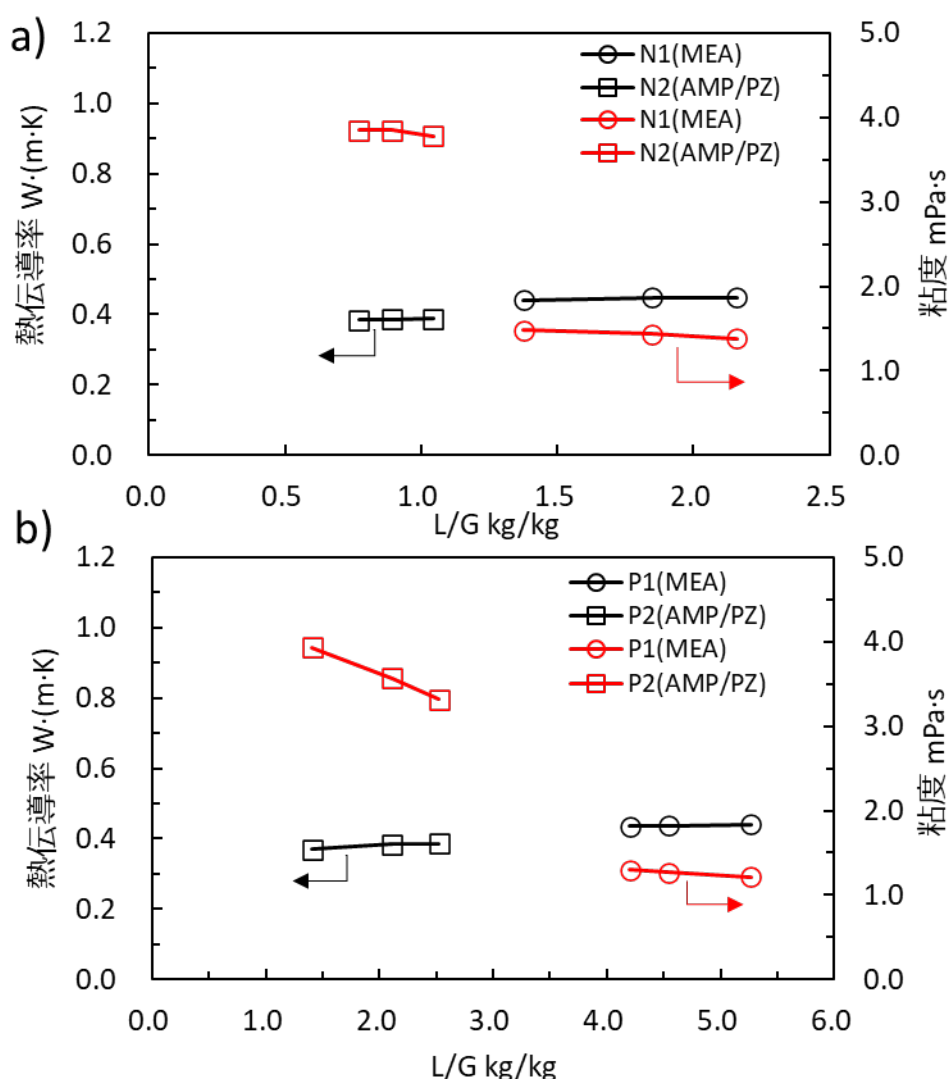 a)
1.2
1.0
0.8
0.6
0.4
0.2
0.0
熱伝導率 W·(m·K)
N1(MEA)
N2(AMP/PZ)
N1(MEA)
N2(AMP/PZ)
5.0
4.0
3.0
2.0
1.0
0.0
粘度 mPa·s
0.0 0.5 1.0 1.5 2.0 2.5
L/G kg/kg
b)
1.2
1.0
0.8
0.6
0.4
0.2
0.0
熱伝導率 W·(m·K)
P1(MEA)
P2(AMP/PZ)
P1(MEA)
P2(AMP/PZ)
5.0
4.0
3.0
2.0
1.0
0.0
粘度 mPa·s
0.0 1.0 2.0 3.0 4.0 5.0 6.0
L/G kg/kg